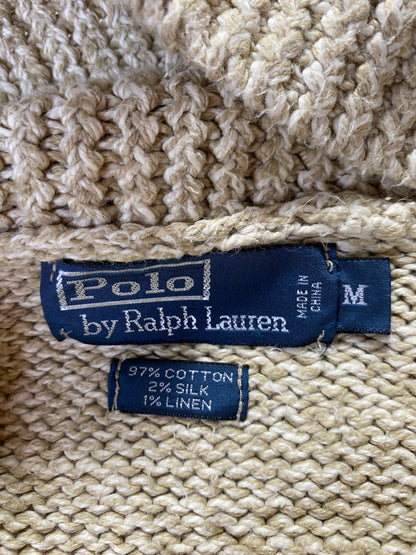 Polo
by Ralph Lauren
MADE IN
CHINA
M
97% COTTON
2% SILK
1% LINEN